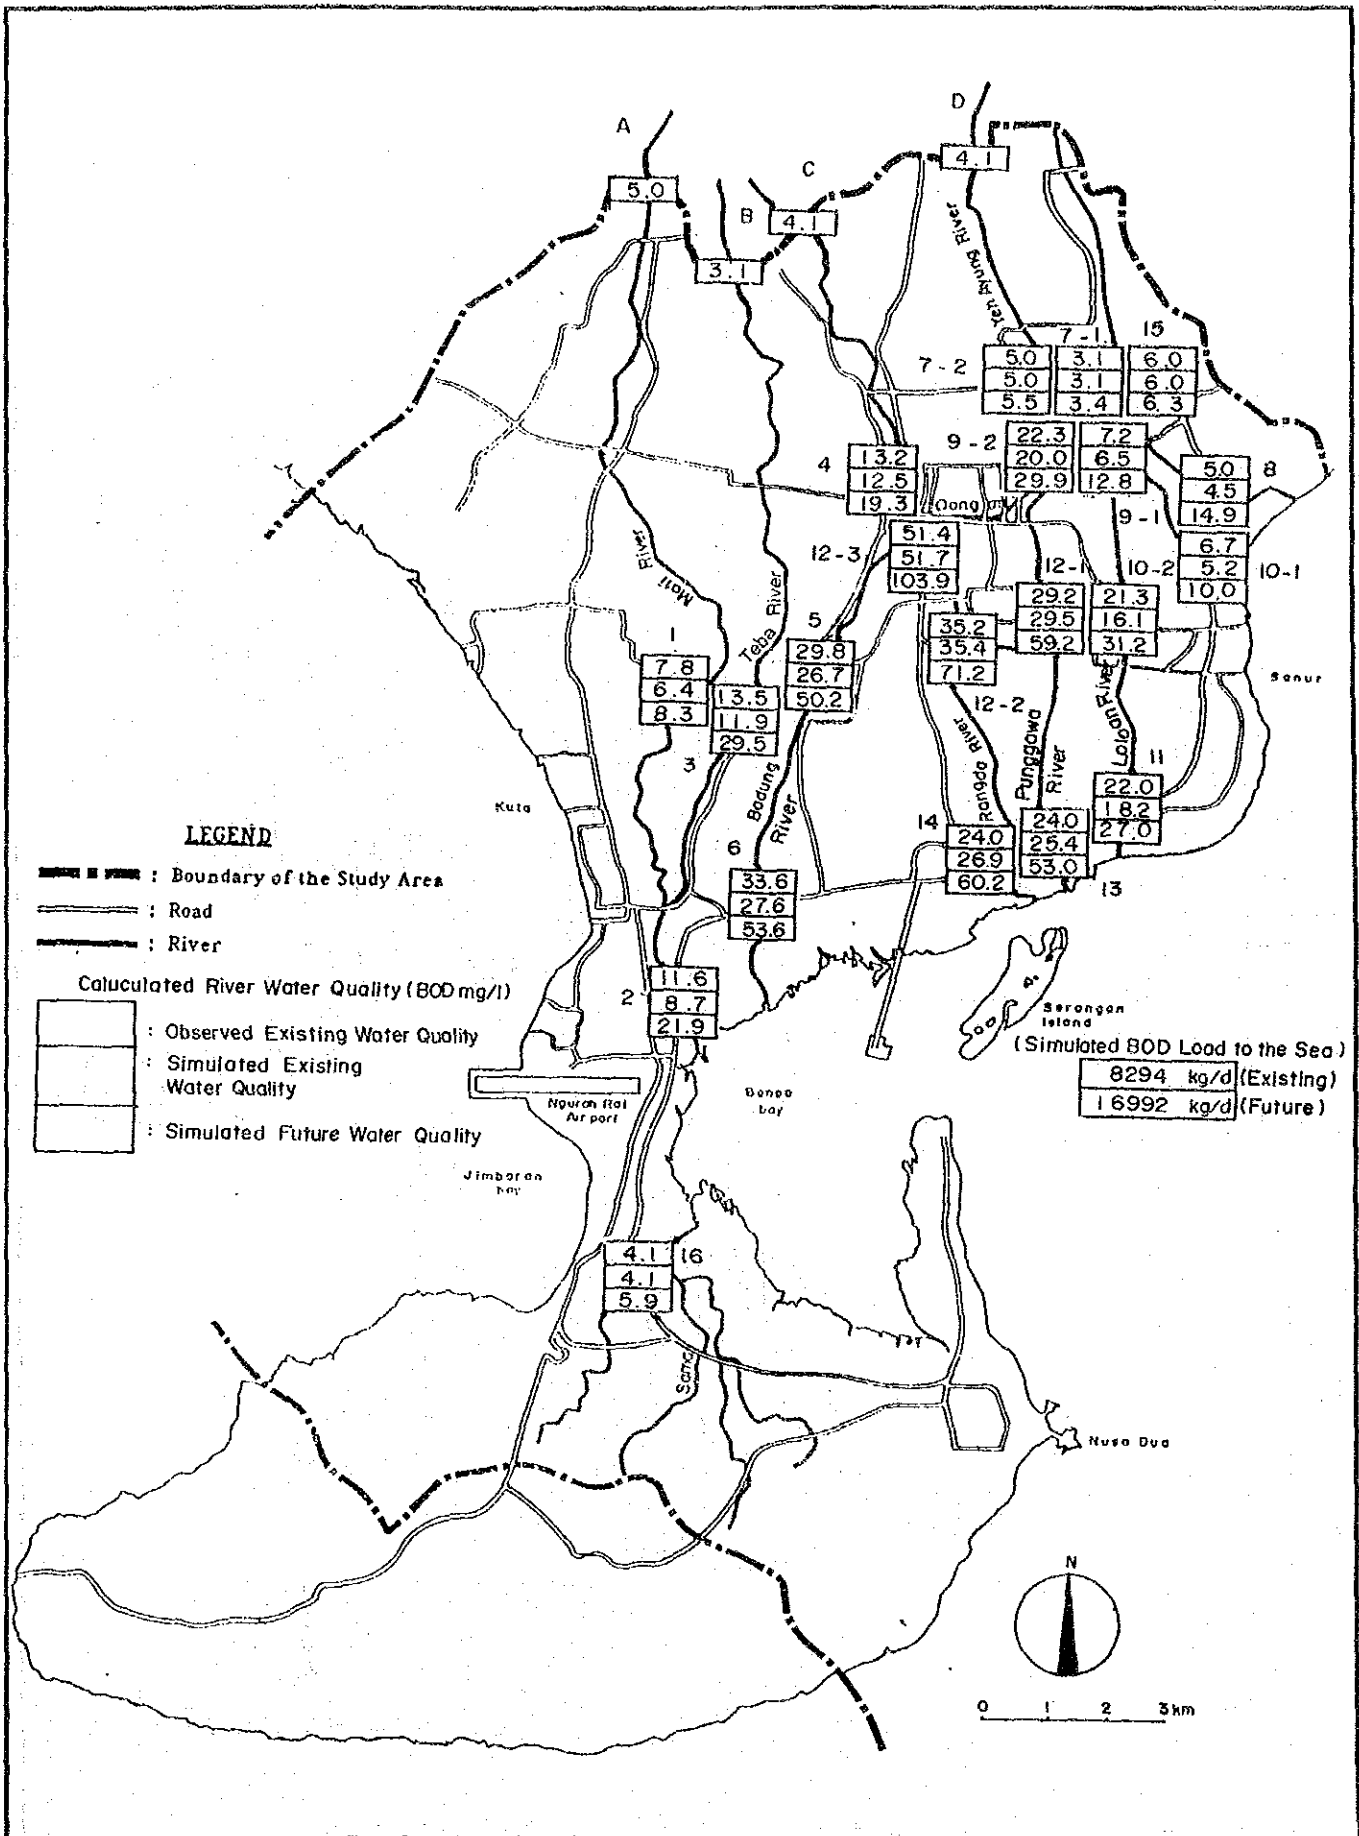 D
A
4.1
C
5.0
B
4.1
3.1
Yeh Ayung River
7-1
15
7-2
5.0
3.1
6.0
5.0
3.1
6.0
5.5
3.4
6.3
9-2
22.3
7.2
20.0
6.5
29.9
12.8
4
13.2
12.5
19.3
5.0
8
4.5
14.9
9-1
12-3
51.4
51.7
103.9
12-1
10-2
6.7
5.2
10.0
10-1
River
Mati
Teba River
29.2
21.3
29.5
16.1
59.2
31.2
5
35.2
35.4
71.2
1
29.8
26.7
50.2
7.8
6.4
8.3
13.5
11.9
29.5
Sanur
12-2
3
Badung
River
Rangda River
Punggawa
River
Loloan River
11
22.0
18.2
27.0
Kuta
14
24.0
24.0
26.9
25.4
60.2
53.0
13
6
33.6
27.6
53.6
LEGEND
: Boundary of the Study Area
: Road
: River
Caluculated River Water Quality (BOD mg/l)
: Observed Existing Water Quality
: Simulated Existing
Water Quality
: Simulated Future Water Quality
2
11.6
8.7
21.9
Serangan
Island
(Simulated BOD Load to the Sea)
8294 kg/d (Existing)
16992 kg/d (Future)
Ngurah Rai
Air port
Benoa
bay
Jimbaran
bay
4.1
16
4.1
5.9
Sama
Nusa Dua
N
0 1 2 3km